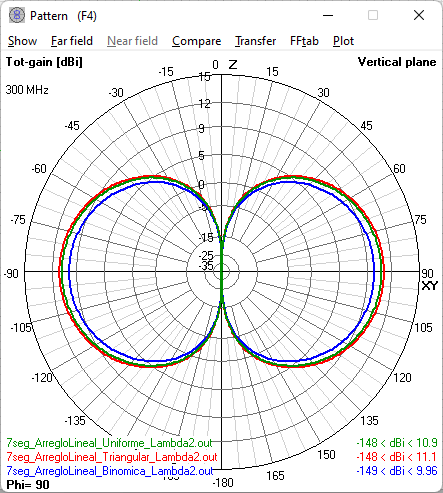 Pattern (F4)
Show Far field Near field Compare Transfer FFtab Plot
Tot-gain [dBi] 0 Z Vertical plane
300 MHz
-15 15
-30 30
-45 45
-60 60
-75 75
-90 90
XY
-105 105
-120 120
-135 135
150
165
-180
15
12
9
5
0
-5
-15
-25
-35
7seg_ArregloLineal_Uniforme_Lambda2.out -148 < dBi < 10.9
7seg_ArregloLineal_Triangular_Lambda2.out -148 < dBi < 11.1
7seg_ArregloLineal_Binomica_Lambda2.out -149 < dBi < 9.96
Phi= 90